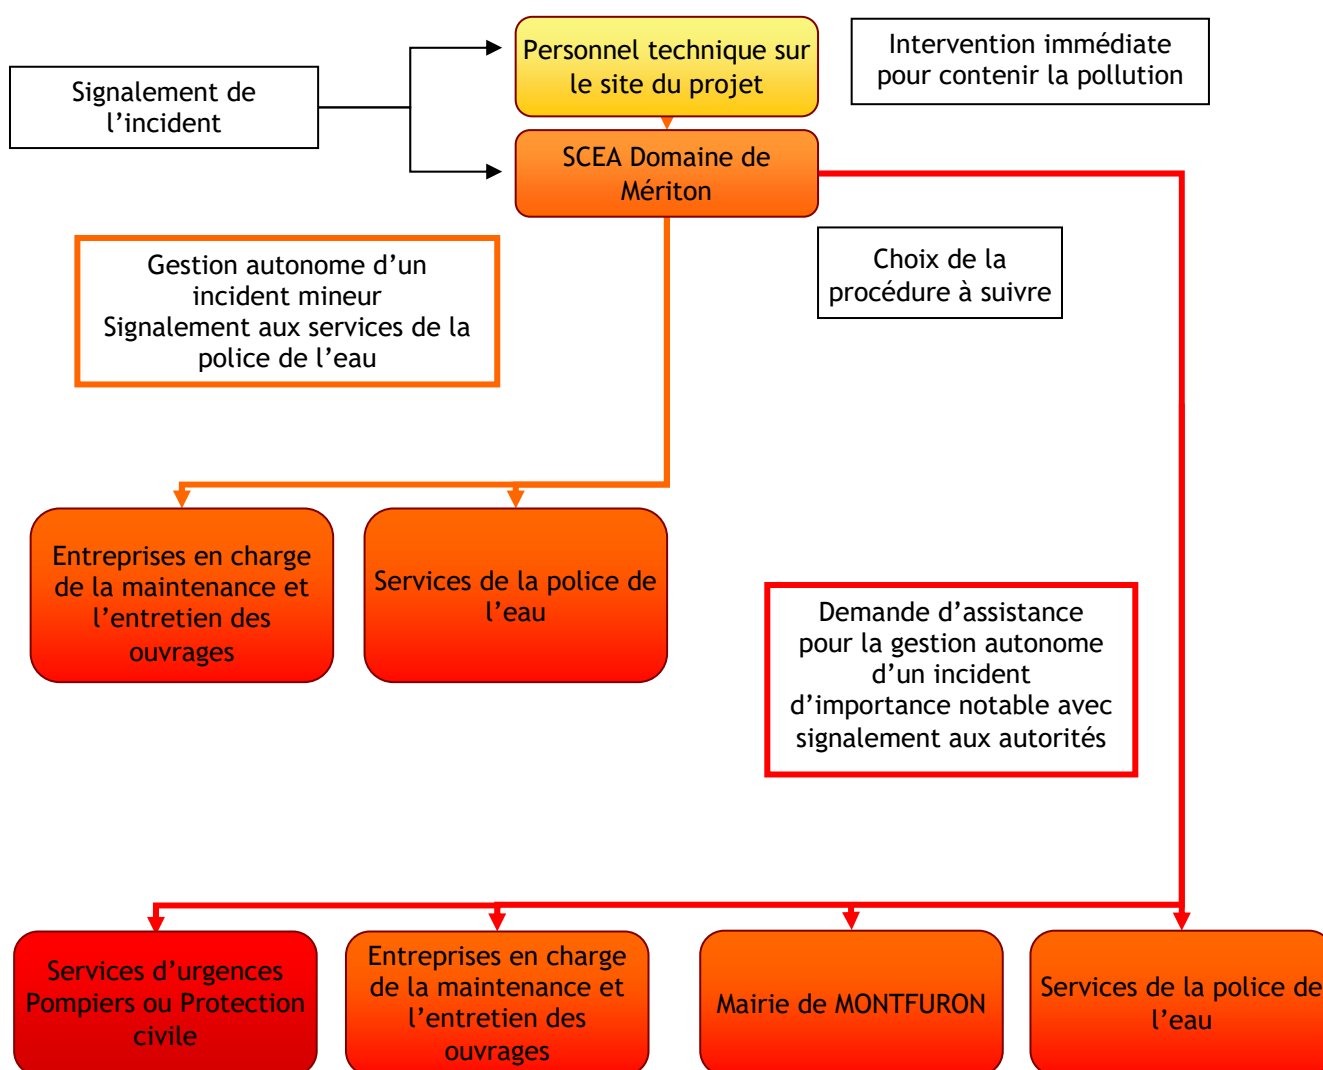 Signalement de
l’incident
Personnel technique sur
le site du projet
Intervention immédiate
pour contenir la pollution
SCEA Domaine de
Mériton
Gestion autonome d’un
incident mineur
Signalement aux services de la
police de l’eau
Choix de la
procédure à suivre
Entreprises en charge
de la maintenance et
l’entretien des
ouvrages
Services de la police de
l’eau
Demande d’assistance
pour la gestion autonome
d’un incident
d’importance notable avec
signalement aux autorités
Services d’urgences
Pompiers ou Protection
civile
Entreprises en charge
de la maintenance et
l’entretien des
ouvrages
Mairie de MONTFURON
Services de la police de
l’eau